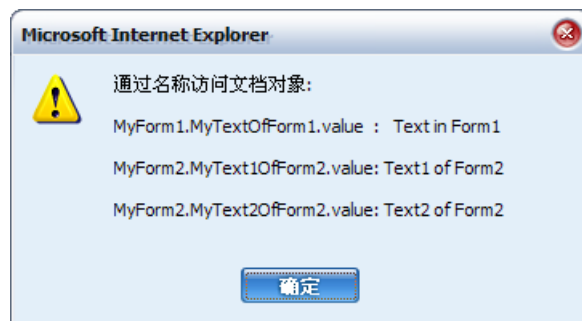 Microsoft Internet Explorer
通过名称访问文档对象:
MyForm1.MyTextOfForm1.value : Text in Form1
MyForm2.MyText1OfForm2.value: Text1 of Form2
MyForm2.MyText2OfForm2.value: Text2 of Form2
确定